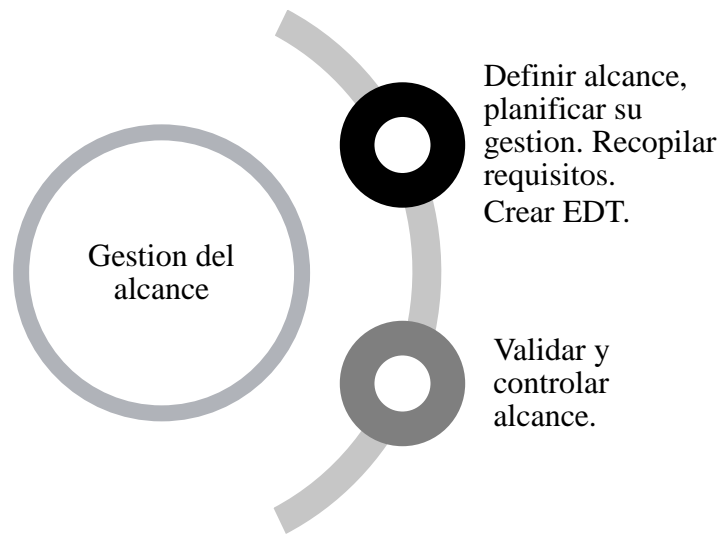 Gestion del
alcance
Definir alcance,
planificar su
gestion. Recopilar
requisitos.
Crear EDT.
Validar y
controlar
alcance.